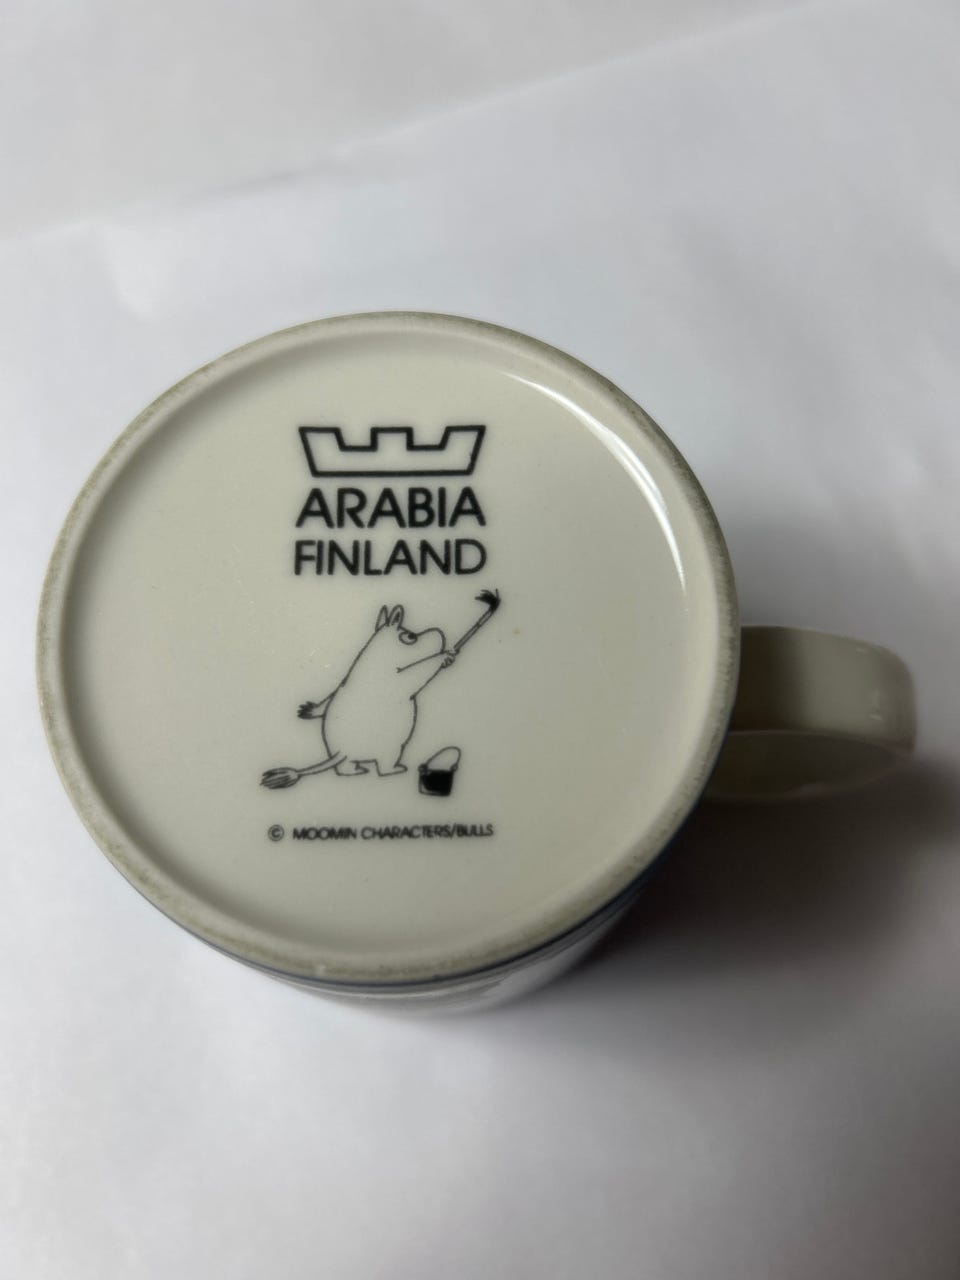 ARABIA
FINLAND
© MOOMIN CHARACTERS/BULLS